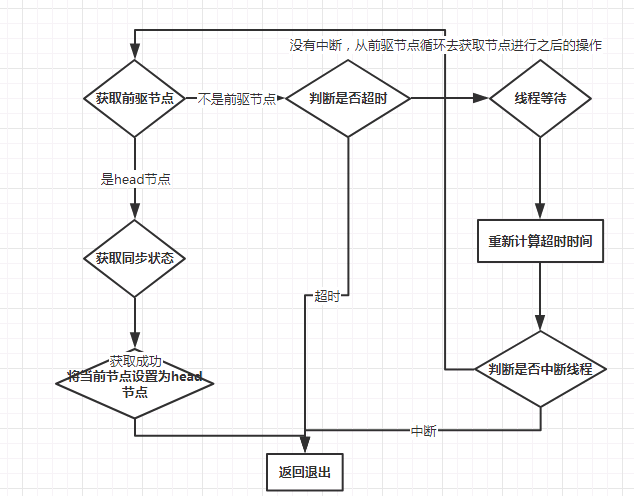 没有中断，从前驱节点循环去获取节点进行之后的操作
获取前驱节点
不是前驱节点
判断是否超时
线程等待
是head节点
获取同步状态
重新计算超时时间
超时
获取成功
将当前节点设置为head
节点
判断是否中断线程
中断
返回退出